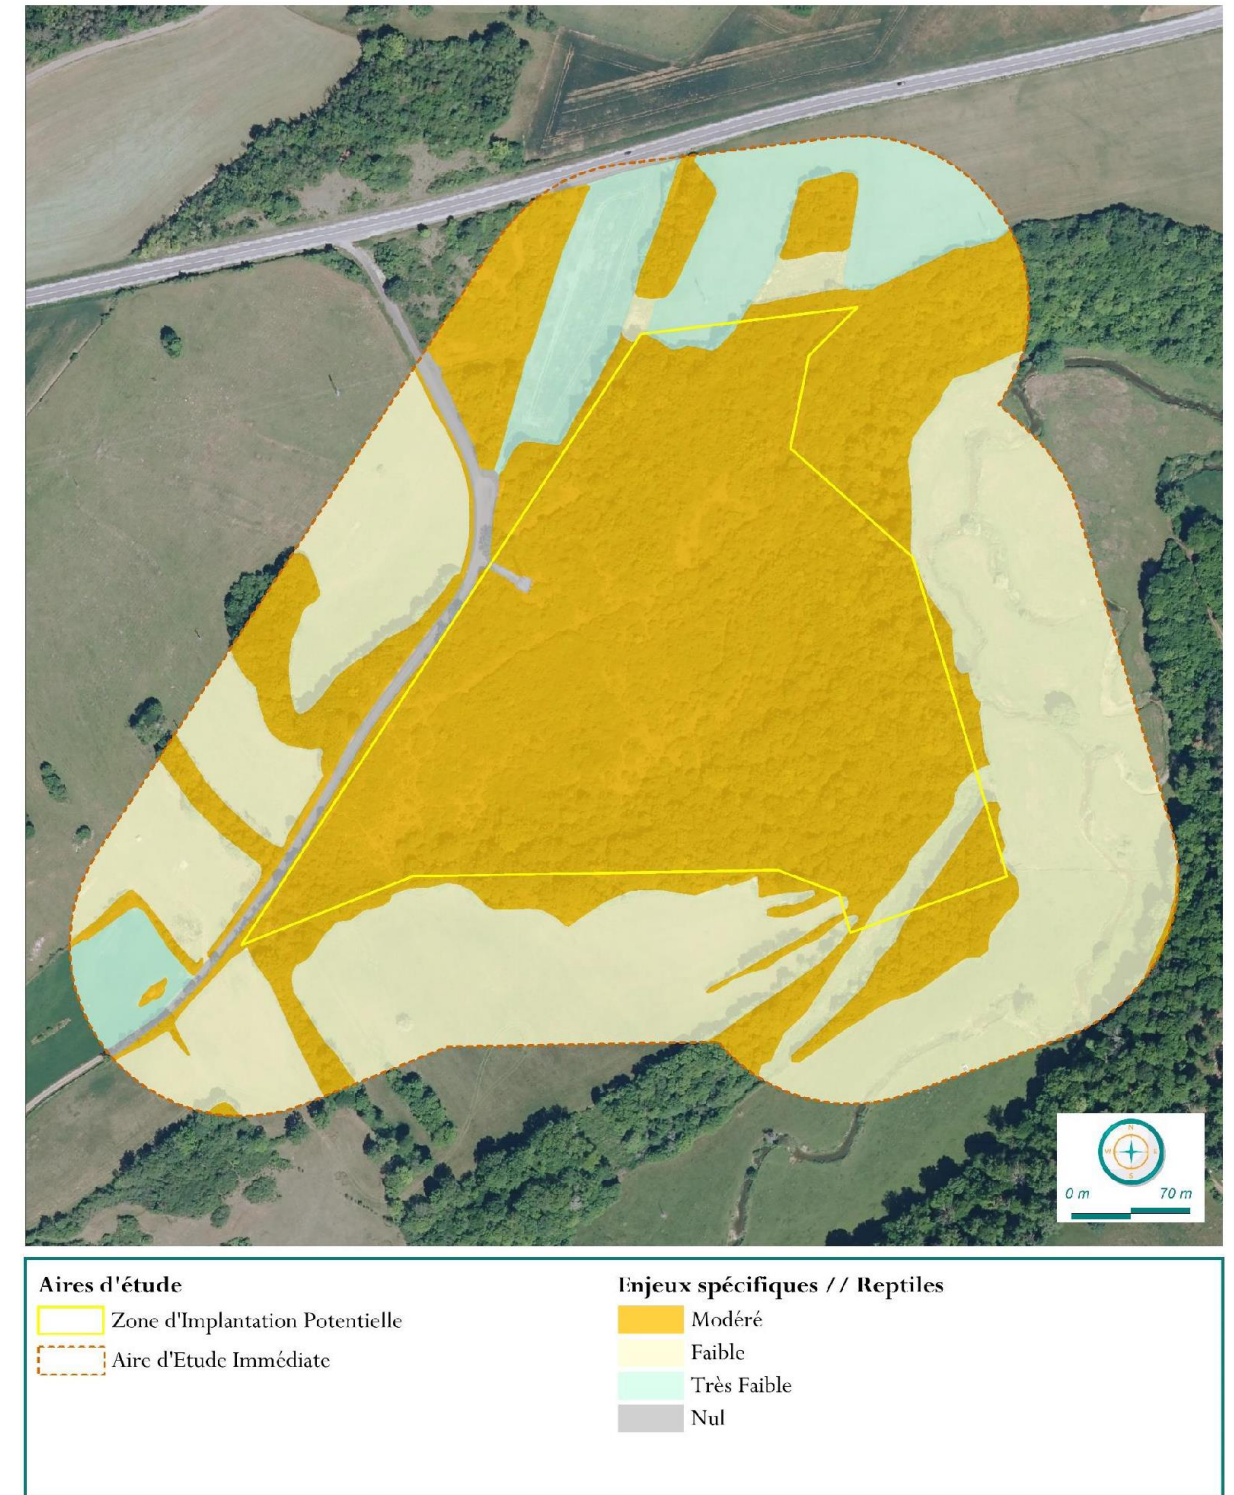 N
W
E
S
0 m 70 m
Aires d'étude
Zone d'Implantation Potentielle
Aire d'Etude Immédiate
Enjeux spécifiques // Reptiles
Modéré
Faible
Très Faible
Nul